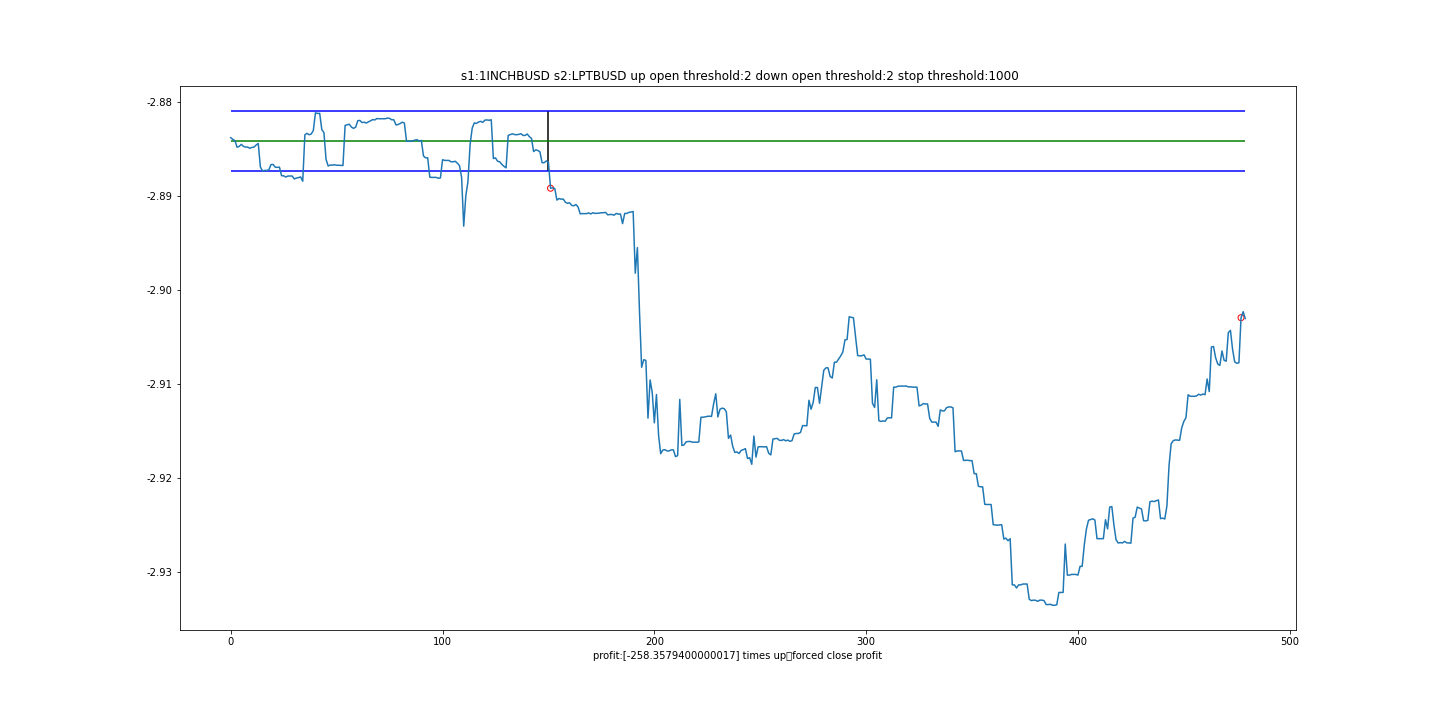 s1:1INCHBUSD s2:LPTBUSD up open threshold:2 down open threshold:2 stop threshold:1000
-2.88
-2.89
-2.90
-2.91
-2.92
-2.93
0 100 200 300 400 500
profit:[-258.3579400000017] times up▯forced close profit